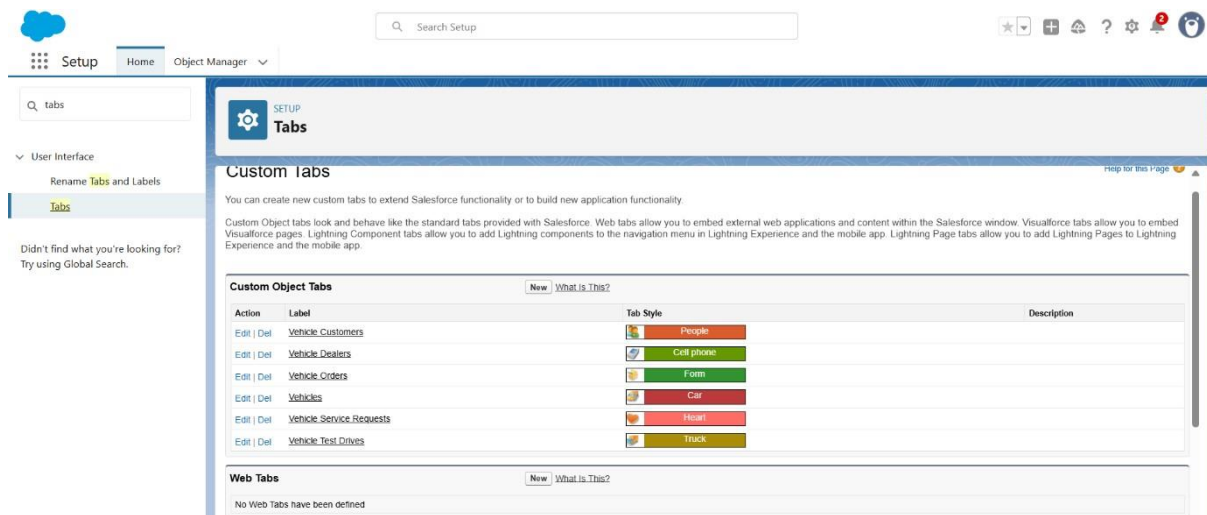 Search Setup
2
Setup
Home
Object Manager
tabs
User Interface
Rename Tabs and Labels
Tabs
Didn't find what you're looking for?
Try using Global Search.
SETUP
Tabs
Custom Tabs
Help for this Page
You can create new custom tabs to extend Salesforce functionality or to build new application functionality.
Custom Object tabs look and behave like the standard tabs provided with Salesforce. Web tabs allow you to embed external web applications and content within the Salesforce window. Visualforce tabs allow you to embed
Visualforce pages. Lightning Component tabs allow you to add Lightning components to the navigation menu in Lightning Experience and the mobile app. Lightning Page tabs allow you to add Lightning Pages to Lightning
Experience and the mobile app.
Custom Object Tabs New What Is This?
Action Label Tab Style Description
Edit | Del Vehicle Customers People
Edit | Del Vehicle Dealers Cell phone
Edit | Del Vehicle Orders Form
Edit | Del Vehicles Car
Edit | Del Vehicle Service Requests Heart
Edit | Del Vehicle Test Drives Truck
Web Tabs New What Is This?
No Web Tabs have been defined